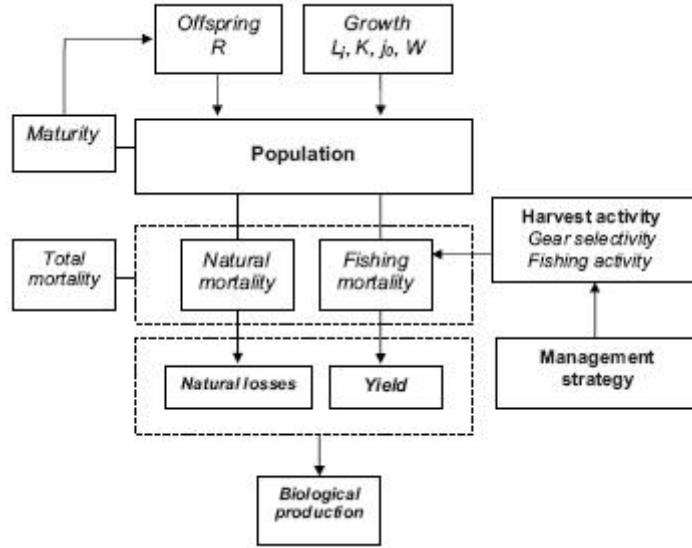 Offspring
R
Growth
Lj, K, j0, W
Maturity
Population
Total
mortality
Natural
mortality
Fishing
mortality
Harvest activity
Gear selectivity
Fishing activity
Natural losses
Yield
Management
strategy
Biological
production